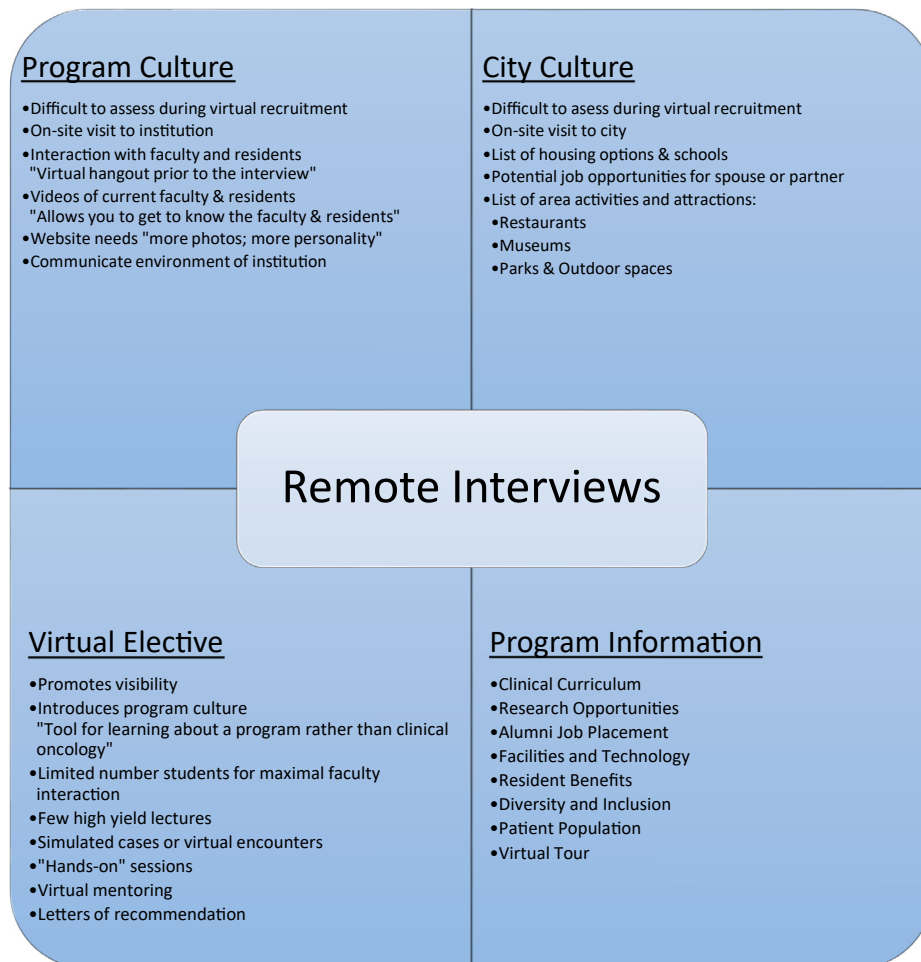 Program Culture
•Difficult to assess during virtual recruitment
•On-site visit to institution
•Interaction with faculty and residents
"Virtual hangout prior to the interview"
•Videos of current faculty & residents
"Allows you to get to know the faculty & residents"
•Website needs "more photos; more personality"
•Communicate environment of institution
City Culture
•Difficult to asess during virtual recruitment
•On-site visit to city
•List of housing options & schools
•Potential job opportunities for spouse or partner
•List of area activities and attractions:
•Restaurants
•Museums
•Parks & Outdoor spaces
Remote Interviews
Virtual Elective
•Promotes visibility
•Introduces program culture
"Tool for learning about a program rather than clinical
oncology"
•Limited number students for maximal faculty
interaction
•Few high yield lectures
•Simulated cases or virtual encounters
•"Hands-on" sessions
•Virtual mentoring
•Letters of recommendation
Program Information
•Clinical Curriculum
•Research Opportunities
•Alumni Job Placement
•Facilities and Technology
•Resident Benefits
•Diversity and Inclusion
•Patient Population
•Virtual Tour